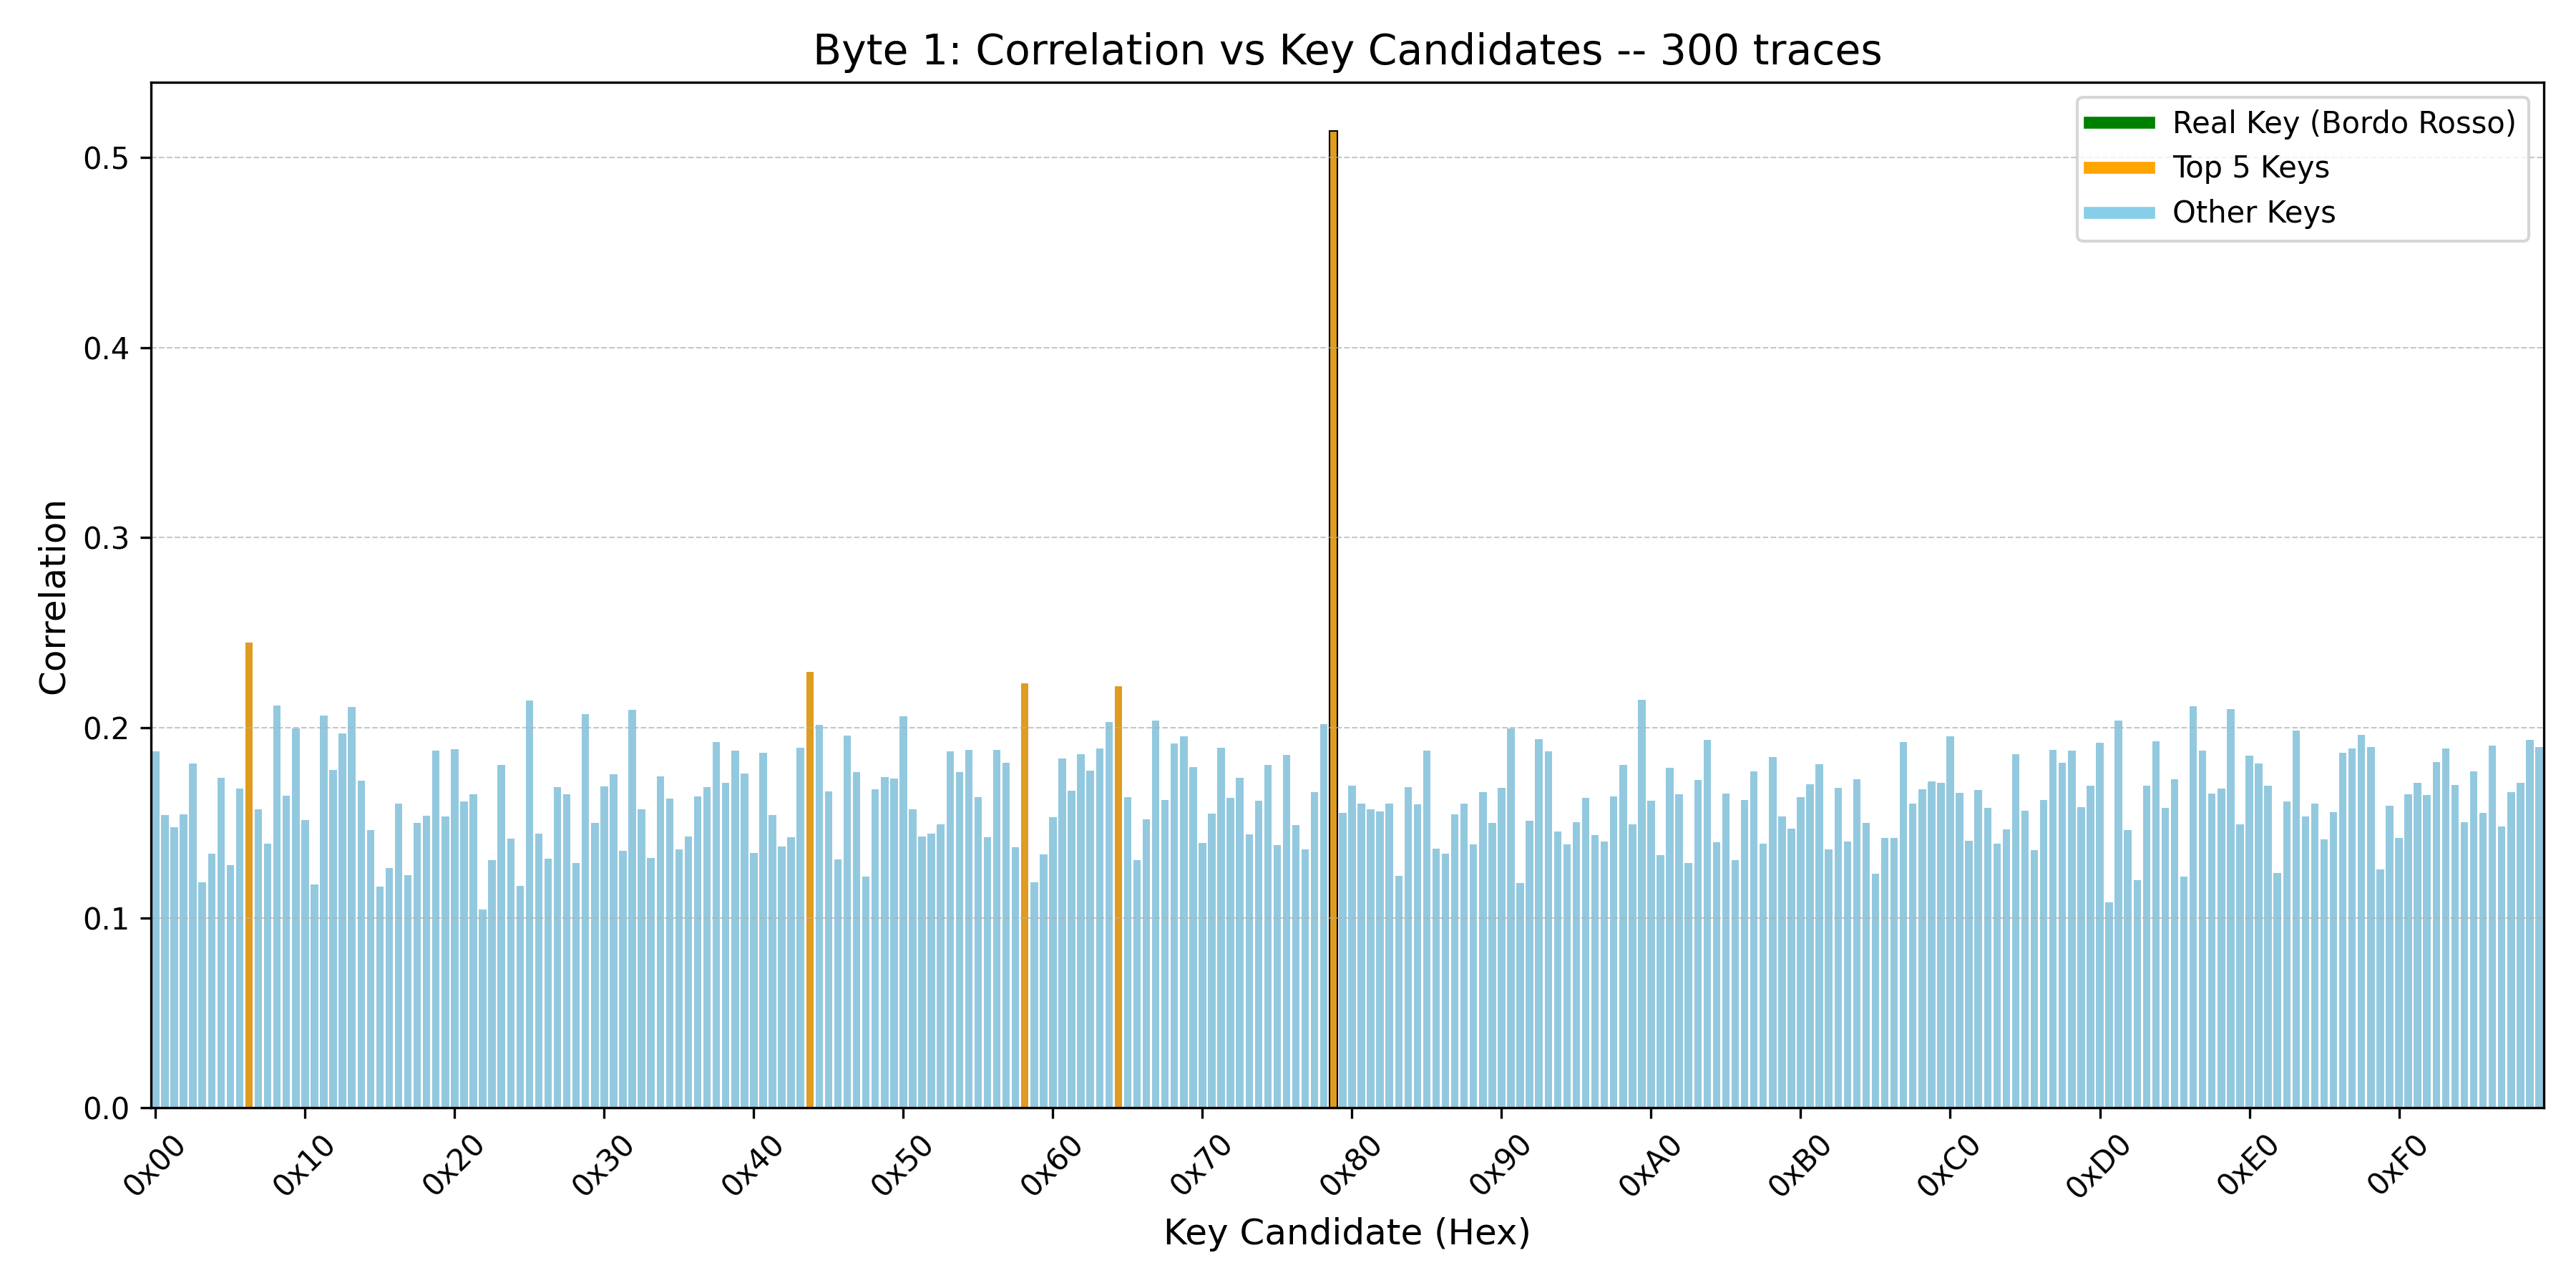 Byte 1: Correlation vs Key Candidates -- 300 traces
Real Key (Bordo Rosso)
Top 5 Keys
Other Keys
Correlation
0.5
0.4
0.3
0.2
0.1
0.0
0x00 0x10 0x20 0x30 0x40 0x50 0x60 0x70 0x80 0x90 0xA0 0xB0 0xC0 0xD0 0xE0 0xF0
Key Candidate (Hex)